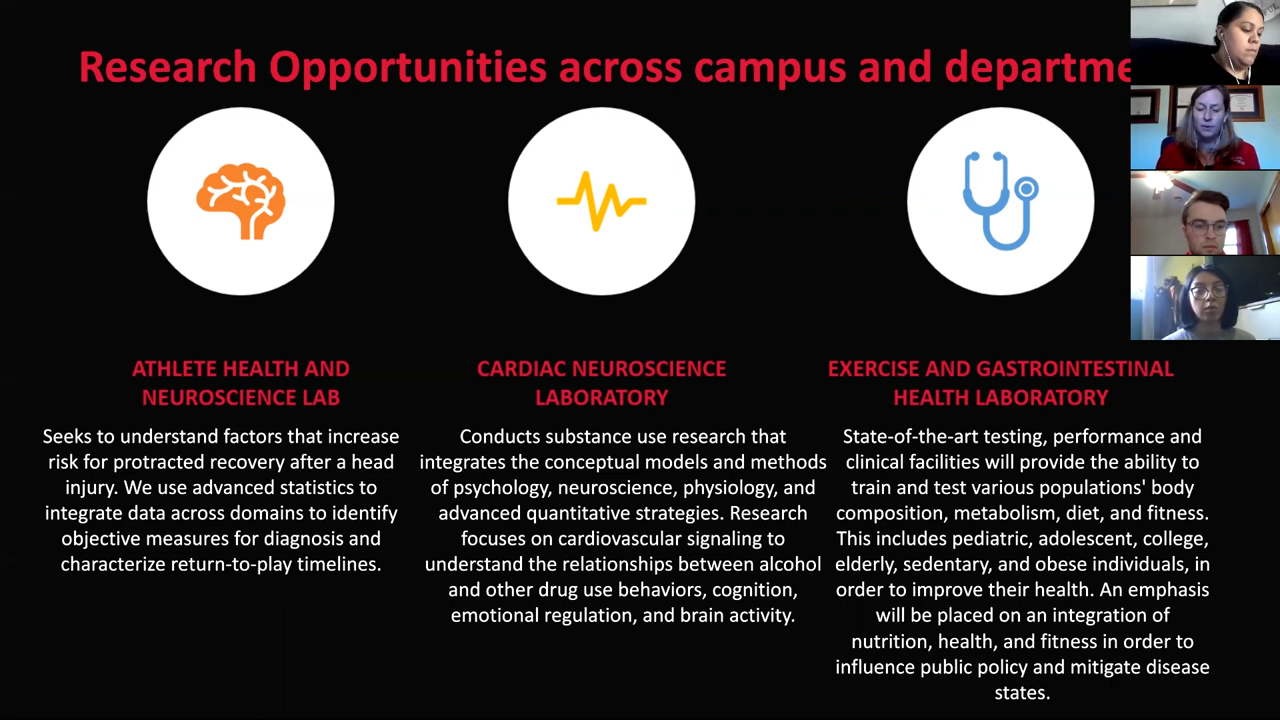 Research Opportunities across campus and departme
ATHLETE HEALTH AND
NEUROSCIENCE LAB
Seeks to understand factors that increase
risk for protracted recovery after a head
injury. We use advanced statistics to
integrate data across domains to identify
objective measures for diagnosis and
characterize return-to-play timelines.
CARDIAC NEUROSCIENCE
LABORATORY
Conducts substance use research that
integrates the conceptual models and methods
of psychology, neuroscience, physiology, and
advanced quantitative strategies. Research
focuses on cardiovascular signaling to
understand the relationships between alcohol
and other drug use behaviors, cognition,
emotional regulation, and brain activity.
EXERCISE AND GASTROINTESTINAL
HEALTH LABORATORY
State-of-the-art testing, performance and
clinical facilities will provide the ability to
train and test various populations' body
composition, metabolism, diet, and fitness.
This includes pediatric, adolescent, college,
elderly, sedentary, and obese individuals, in
order to improve their health. An emphasis
will be placed on an integration of
nutrition, health, and fitness in order to
influence public policy and mitigate disease
states.